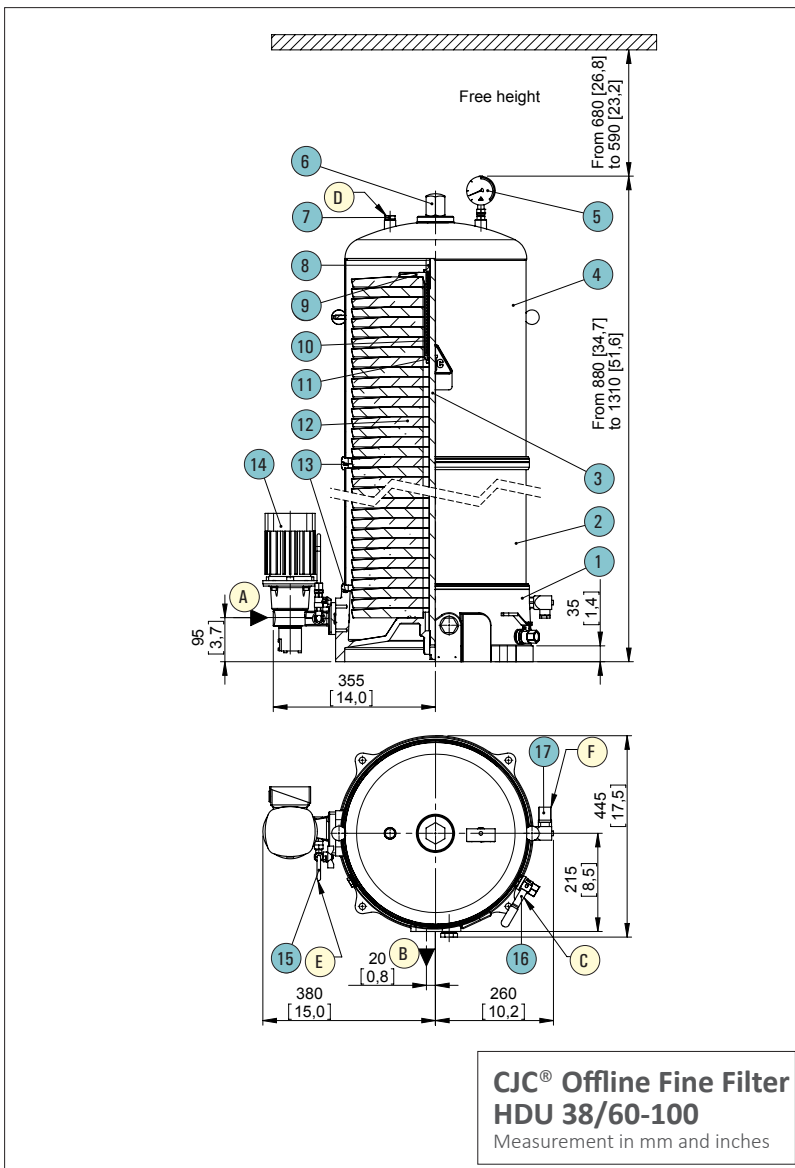 Free height
From 680 [26,8]
to 590 [23,2]
6
D
7
5
8
4
9
10
11
From 880 [34,7]
to 1310 [51,6]
12
14
13
3
2
1
A
95
[3,7]
35
1,4
355
[14,0]
17
F
445
[17,5]
215
[8,5]
15
E
20
[0,8]
B
16
C
380
[15,0]
260
[10,2]
CJC® Offline Fine Filter
HDU 38/60-100
Measurement in mm and inches